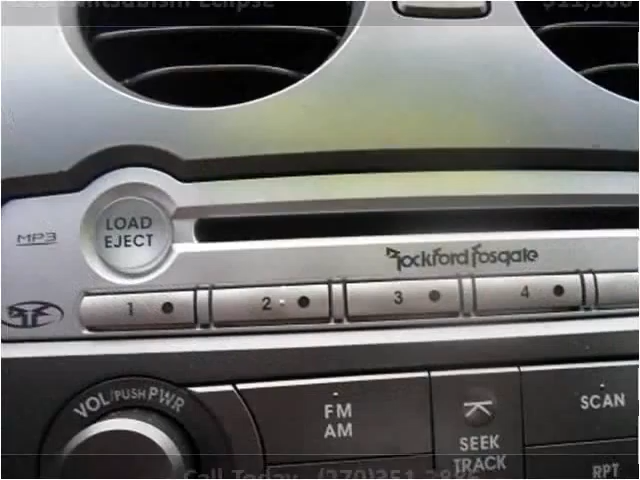 Mitsubishi Eclipse
LOAD
EJECT
MP3
Rockford Fosgate
1 2 3 4
VOL/PUSH PWR
FM
AM
SCAN
SEEK
TRACK
RPT
Call Today